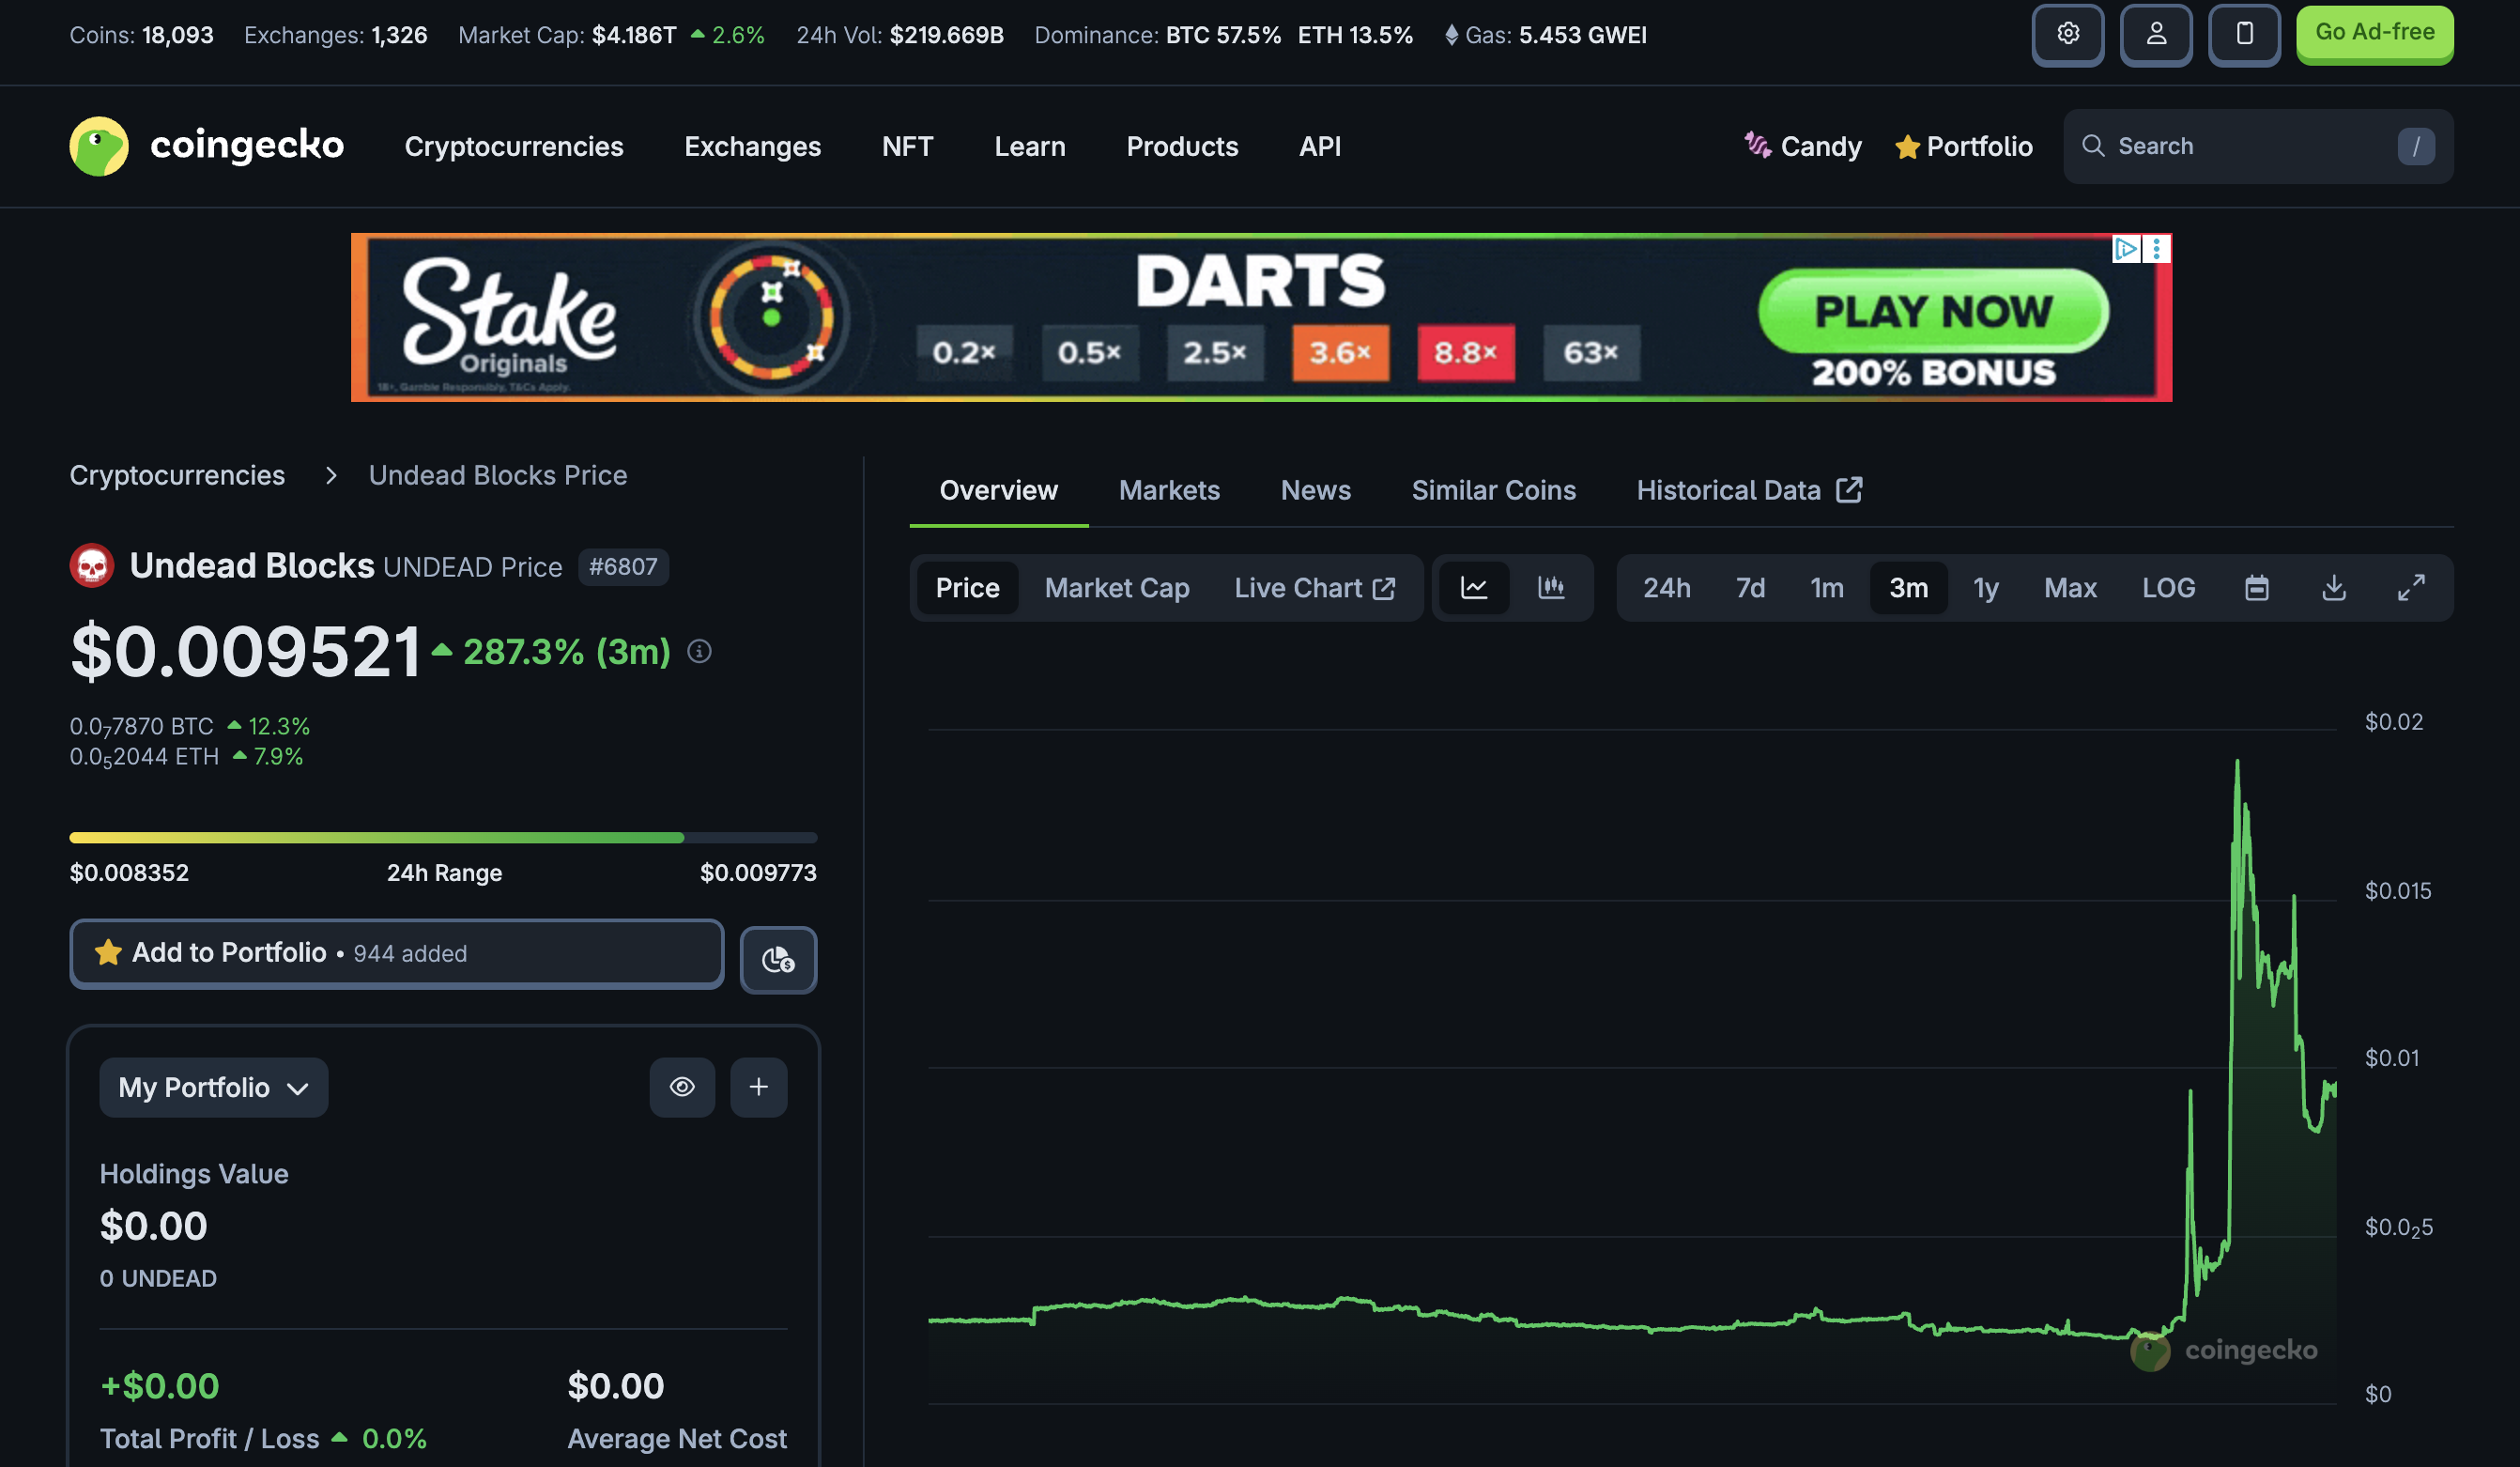 Coins: 18,093 Exchanges: 1,326 Market Cap: $4.186T 2.6% 24h Vol: $219.669B Dominance: BTC 57.5% ETH 13.5% Gas: 5.453 GWEI Go Ad-free
coingecko Cryptocurrencies Exchanges NFT Learn Products API Candy Portfolio Search /
Stake
Originals
18+, Gamble Responsibly. T&Cs Apply.
DARTS
0.2× 0.5× 2.5× 3.6× 8.8× 63×
PLAY NOW
200% BONUS
Cryptocurrencies > Undead Blocks Price
Undead Blocks UNDEAD Price #6807
$0.009521 287.3% (3m)
0.0₇7870 BTC 12.3%
0.0₅2044 ETH 7.9%
$0.008352 24h Range $0.009773
Add to Portfolio • 944 added
My Portfolio
Holdings Value
$0.00
0 UNDEAD
+$0.00 $0.00
Total Profit / Loss 0.0% Average Net Cost
Overview Markets News Similar Coins Historical Data
Price Market Cap Live Chart 24h 7d 1m 3m 1y Max LOG
$0.02
$0.015
$0.01
$0.0₂5
coingecko
$0